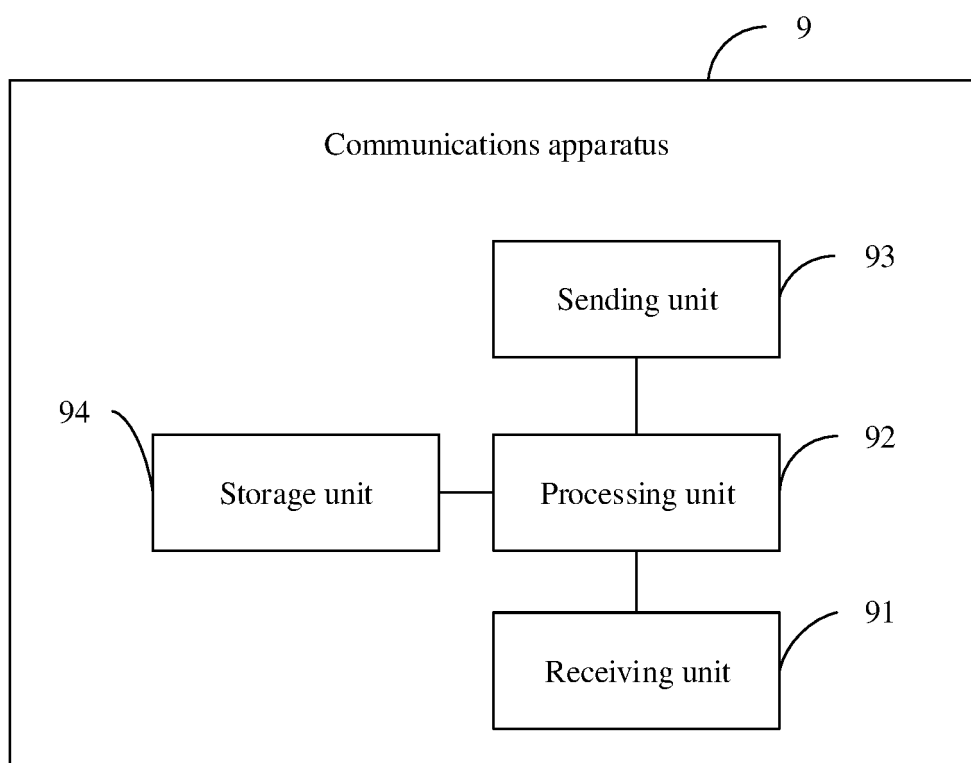 9
Communications apparatus
93
Sending unit
94
92
Storage unit
Processing unit
91
Receiving unit